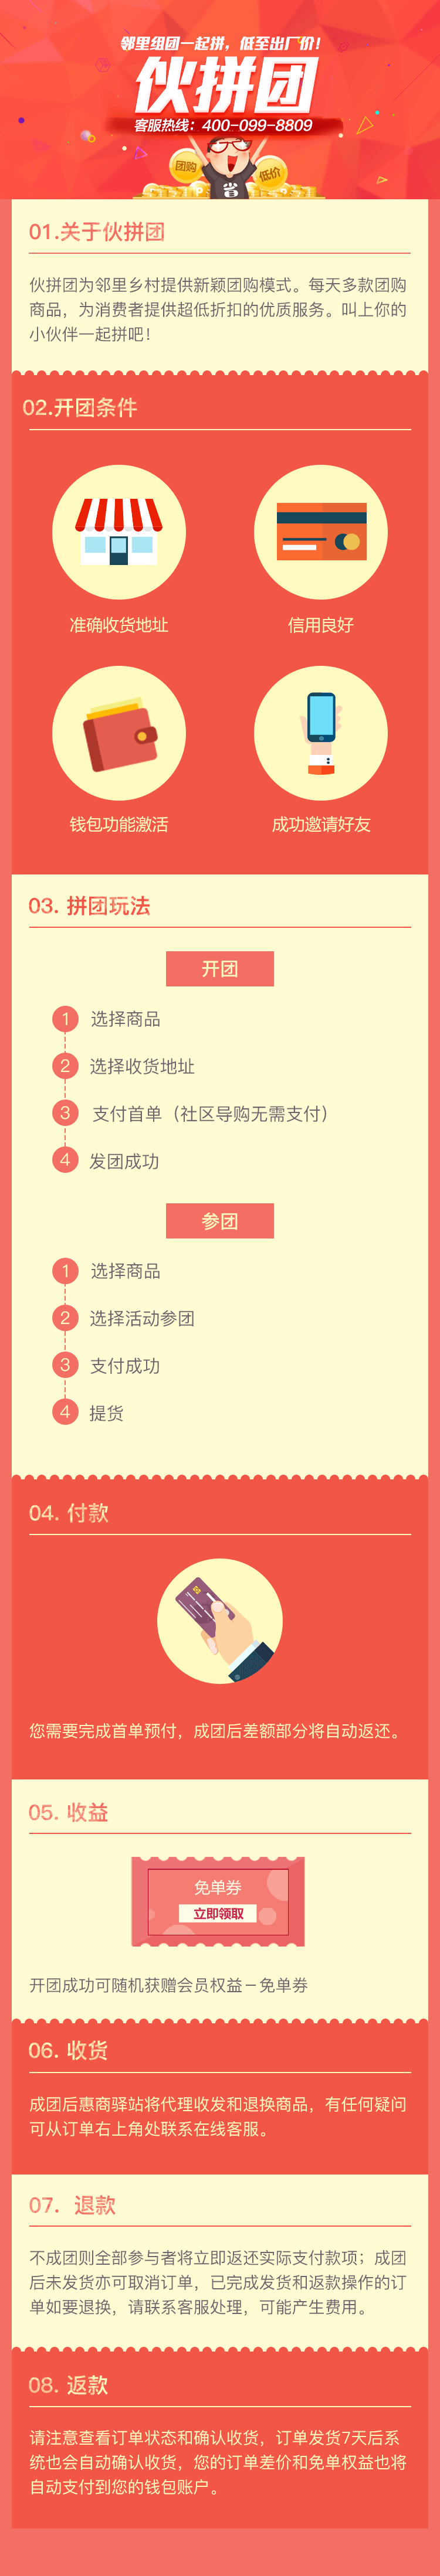 邻里组团一起拼，低至出厂价！
伙拼团
客服热线：400-099-8809
团购
低价
省
01.关于伙拼团
伙拼团为邻里乡村提供新颖团购模式。每天多款团购
商品，为消费者提供超低折扣的优质服务。叫上你的
小伙伴一起拼吧！
02.开团条件
准确收货地址
信用良好
钱包功能激活
成功邀请好友
03. 拼团玩法
开团
1 选择商品
2 选择收货地址
3 支付首单（社区导购无需支付）
4 发团成功
参团
1 选择商品
2 选择活动参团
3 支付成功
4 提货
04. 付款
您需要完成首单预付，成团后差额部分将自动返还。
05. 收益
免单券
立即领取
开团成功可随机获赠会员权益－免单券
06. 收货
成团后惠商驿站将代理收发和退换商品，有任何疑问
可从订单右上角处联系在线客服。
07. 退款
不成团则全部参与者将立即返还实际支付款项；成团
后未发货亦可取消订单，已完成发货和返款操作的订
单如要退换，请联系客服处理，可能产生费用。
08. 返款
请注意查看订单状态和确认收货，订单发货7天后系
统也会自动确认收货，您的订单差价和免单权益也将
自动支付到您的钱包账户。